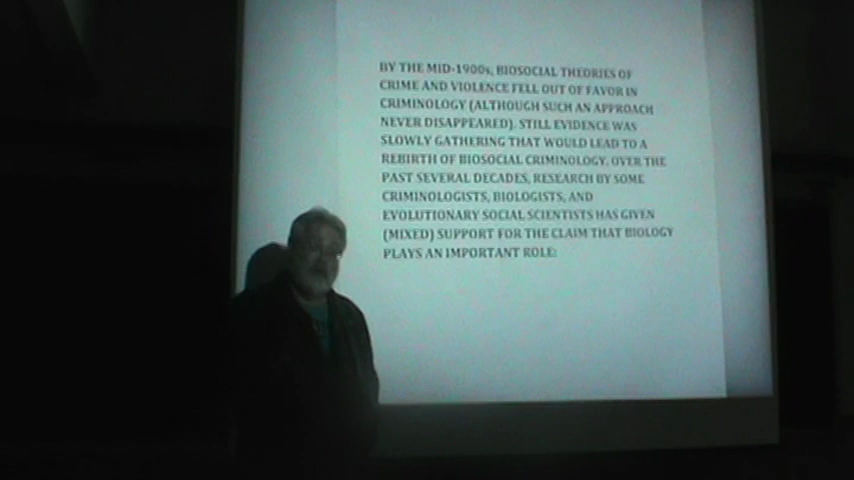 BY THE MID-1900s, BIOSOCIAL THEORIES OF
CRIME AND VIOLENCE FELL OUT OF FAVOR IN
CRIMINOLOGY (ALTHOUGH SUCH AN APPROACH
NEVER DISAPPEARED). STILL EVIDENCE WAS
SLOWLY GATHERING THAT WOULD LEAD TO A
REBIRTH OF BIOSOCIAL CRIMINOLOGY. OVER THE
PAST SEVERAL DECADES, RESEARCH BY SOME
CRIMINOLOGISTS, BIOLOGISTS, AND
EVOLUTIONARY SOCIAL SCIENTISTS HAS GIVEN
(MIXED) SUPPORT FOR THE CLAIM THAT BIOLOGY
PLAYS AN IMPORTANT ROLE: